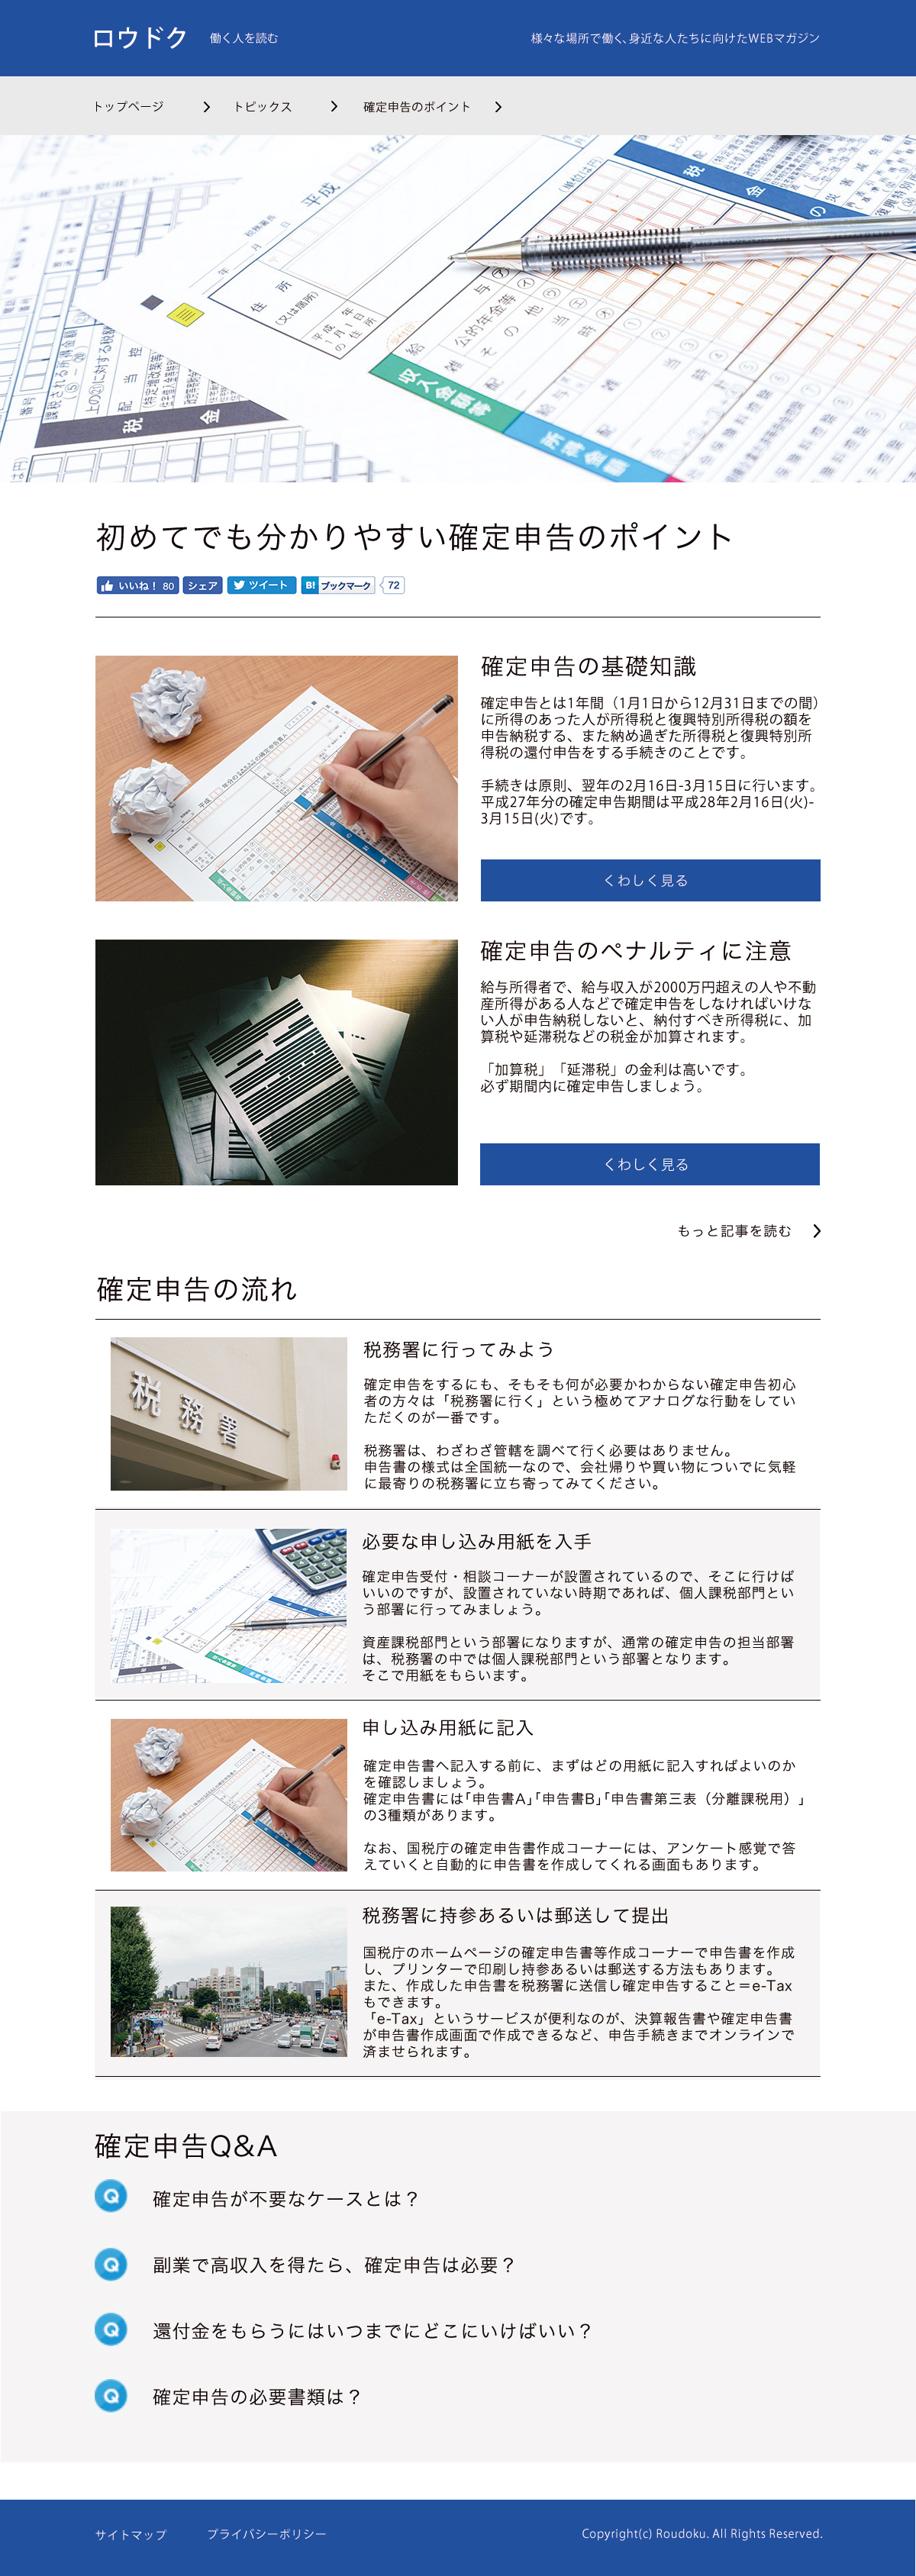 ロウドク
働く人を読む
様々な場所で働く、身近な人たちに向けたWEBマガジン
トップページ
トピックス
確定申告のポイント
税 金 の
平成
住所
(又は居所)
平成 年
1月1日
の住所
給与
公的年金等
その他
収入金額等
所得金額
税 金
初めてでも分かりやすい確定申告のポイント
いいね！ 80
シェア
ツイート
B! ブックマーク
72
確定申告の基礎知識
確定申告とは1年間（1月1日から12月31日までの間）
に所得のあった人が所得税と復興特別所得税の額を
申告納税する、また納め過ぎた所得税と復興特別所
得税の還付申告をする手続きのことです。
手続きは原則、翌年の2月16日-3月15日に行います。
平成27年分の確定申告期間は平成28年2月16日(火)-
3月15日(火)です。
くわしく見る
確定申告のペナルティに注意
給与所得者で、給与収入が2000万円超えの人や不動
産所得がある人などで確定申告をしなければいけな
い人が申告納税しないと、納付すべき所得税に、加
算税や延滞税などの税金が加算されます。
「加算税」「延滞税」の金利は高いです。
必ず期間内に確定申告しましょう。
くわしく見る
もっと記事を読む
確定申告の流れ
税務署
税務署に行ってみよう
確定申告をするにも、そもそも何が必要かわからない確定申告初心
者の方々は「税務署に行く」という極めてアナログな行動をしてい
ただくのが一番です。
税務署は、わざわざ管轄を調べて行く必要はありません。
申告書の様式は全国統一なので、会社帰りや買い物についでに気軽
に最寄りの税務署に立ち寄ってみてください。
必要な申し込み用紙を入手
確定申告受付・相談コーナーが設置されているので、そこに行けば
いいのですが、設置されていない時期であれば、個人課税部門とい
う部署に行ってみましょう。
資産課税部門という部署になりますが、通常の確定申告の担当部署
は、税務署の中では個人課税部門という部署となります。
そこで用紙をもらいます。
申し込み用紙に記入
確定申告書へ記入する前に、まずはどの用紙に記入すればよいのか
を確認しましょう。
確定申告書には「申告書A」「申告書B」「申告書第三表（分離課税用）」
の3種類があります。
なお、国税庁の確定申告書作成コーナーには、アンケート感覚で答
えていくと自動的に申告書を作成してくれる画面もあります。
税務署に持参あるいは郵送して提出
国税庁のホームページの確定申告書等作成コーナーで申告書を作成
し、プリンターで印刷し持参あるいは郵送する方法もあります。
また、作成した申告書を税務署に送信し確定申告すること＝e-Tax
もできます。
「e-Tax」というサービスが便利なのが、決算報告書や確定申告書
が申告書作成画面で作成できるなど、申告手続きまでオンラインで
済ませられます。
確定申告Q&A
Q 確定申告が不要なケースとは？
Q 副業で高収入を得たら、確定申告は必要？
Q 還付金をもらうにはいつまでにどこにいけばいい？
Q 確定申告の必要書類は？
サイトマップ
プライバシーポリシー
Copyright(c) Roudoku. All Rights Reserved.